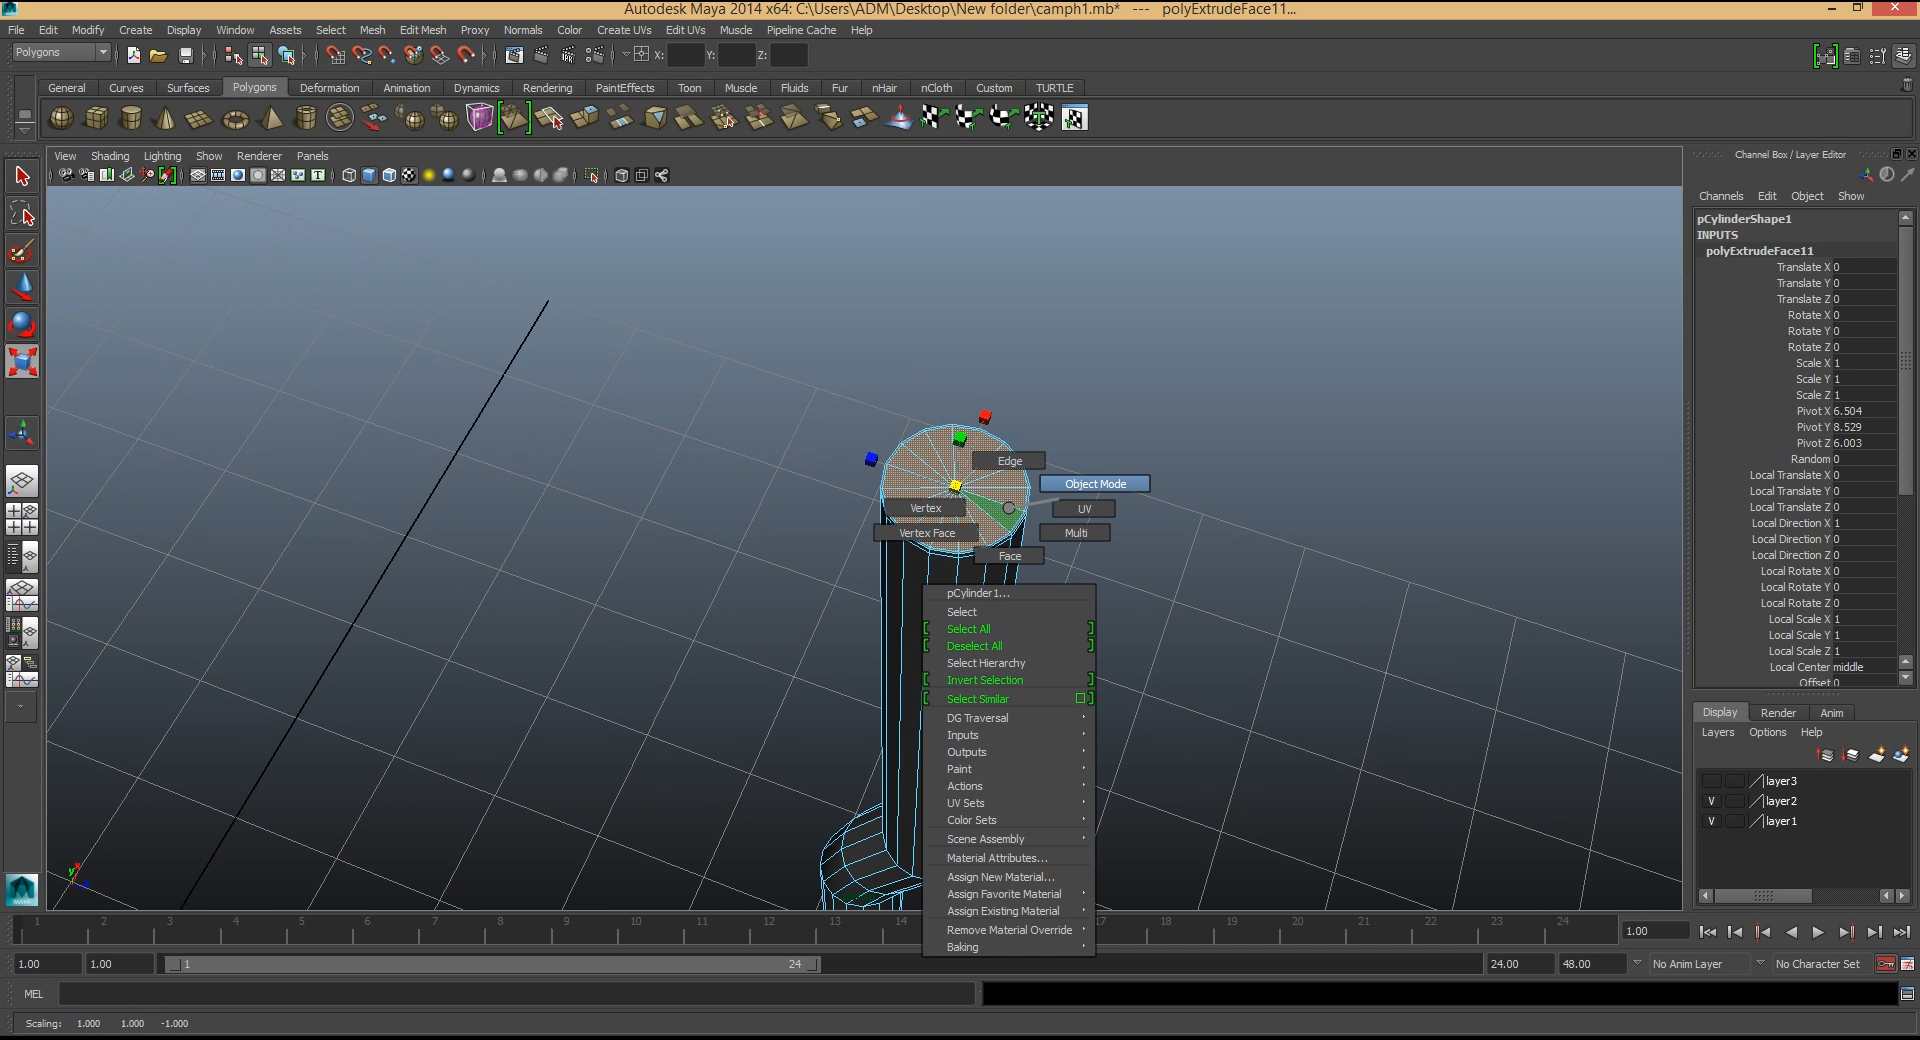 Autodesk Maya 2014 x64: C:\Users\ADM\Desktop\New folder\camph1.mb* --- polyExtrudeFace11...
File Edit Modify Create Display Window Assets Select Mesh Edit Mesh Proxy Normals Color Create UVs Edit UVs Muscle Pipeline Cache Help
Polygons X: Y: Z:
General Curves Surfaces Polygons Deformation Animation Dynamics Rendering PaintEffects Toon Muscle Fluids Fur nHair nCloth Custom TURTLE
View Shading Lighting Show Renderer Panels
Channel Box / Layer Editor
Channels Edit Object Show
pCylinderShape1
INPUTS
polyExtrudeFace11
Translate X 0
Translate Y 0
Translate Z 0
Rotate X 0
Rotate Y 0
Rotate Z 0
Scale X 1
Scale Y 1
Scale Z 1
Pivot X 6.504
Pivot Y 8.529
Pivot Z 6.003
Random 0
Local Translate X 0
Local Translate Y 0
Local Translate Z 0
Local Direction X 1
Local Direction Y 0
Local Direction Z 0
Local Rotate X 0
Local Rotate Y 0
Local Rotate Z 0
Local Scale X 1
Local Scale Y 1
Local Scale Z 1
Local Center middle
Offset 0
Edge
Object Mode
Vertex
UV
Vertex Face
Multi
Face
pCylinder1...
Select
Select All
Deselect All
Select Hierarchy
Invert Selection
Select Similar
DG Traversal
Inputs
Outputs
Paint
Actions
UV Sets
Color Sets
Scene Assembly
Material Attributes...
Assign New Material...
Assign Favorite Material
Assign Existing Material
Remove Material Override
Baking
Display Render Anim
Layers Options Help
layer3
V layer2
V layer1
1 2 3 4 5 6 7 8 9 10 11 12 13 14 17 18 19 20 21 22 23 24 1.00
1.00 1.00 1 24 24.00 48.00 No Anim Layer No Character Set
MEL
Scaling: 1.000 1.000 -1.000